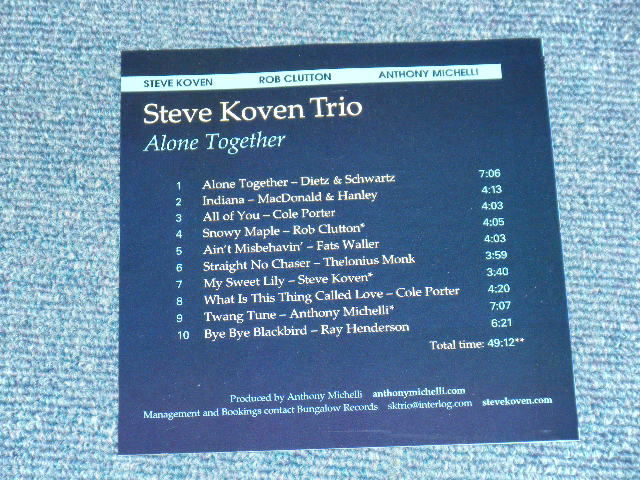 STEVE KOVEN ROB CLUTTON ANTHONY MICHELLI
Steve Koven Trio
Alone Together
1 Alone Together – Dietz & Schwartz 7:06
2 Indiana – MacDonald & Hanley 4:13
3 All of You – Cole Porter 4:03
4 Snowy Maple – Rob Clutton* 4:05
5 Ain't Misbehavin' – Fats Waller 4:03
6 Straight No Chaser – Thelonius Monk 3:59
7 My Sweet Lily – Steve Koven* 3:40
8 What Is This Thing Called Love – Cole Porter 4:20
9 Twang Tune – Anthony Michelli* 7:07
10 Bye Bye Blackbird – Ray Henderson 6:21
Total time: 49:12**
Produced by Anthony Michelli anthonymichelli.com
Management and Bookings contact Bungalow Records sktrio@interlog.com stevekoven.com